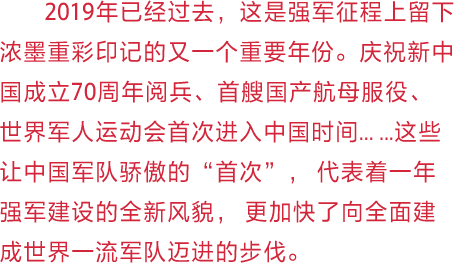 2019年已经过去，这是强军征程上留下
浓墨重彩印记的又一个重要年份。庆祝新中
国成立70周年阅兵、首艘国产航母服役、
世界军人运动会首次进入中国时间... ...这些
让中国军队骄傲的“首次”，代表着一年
强军建设的全新风貌， 更加快了向全面建
成世界一流军队迈进的步伐。